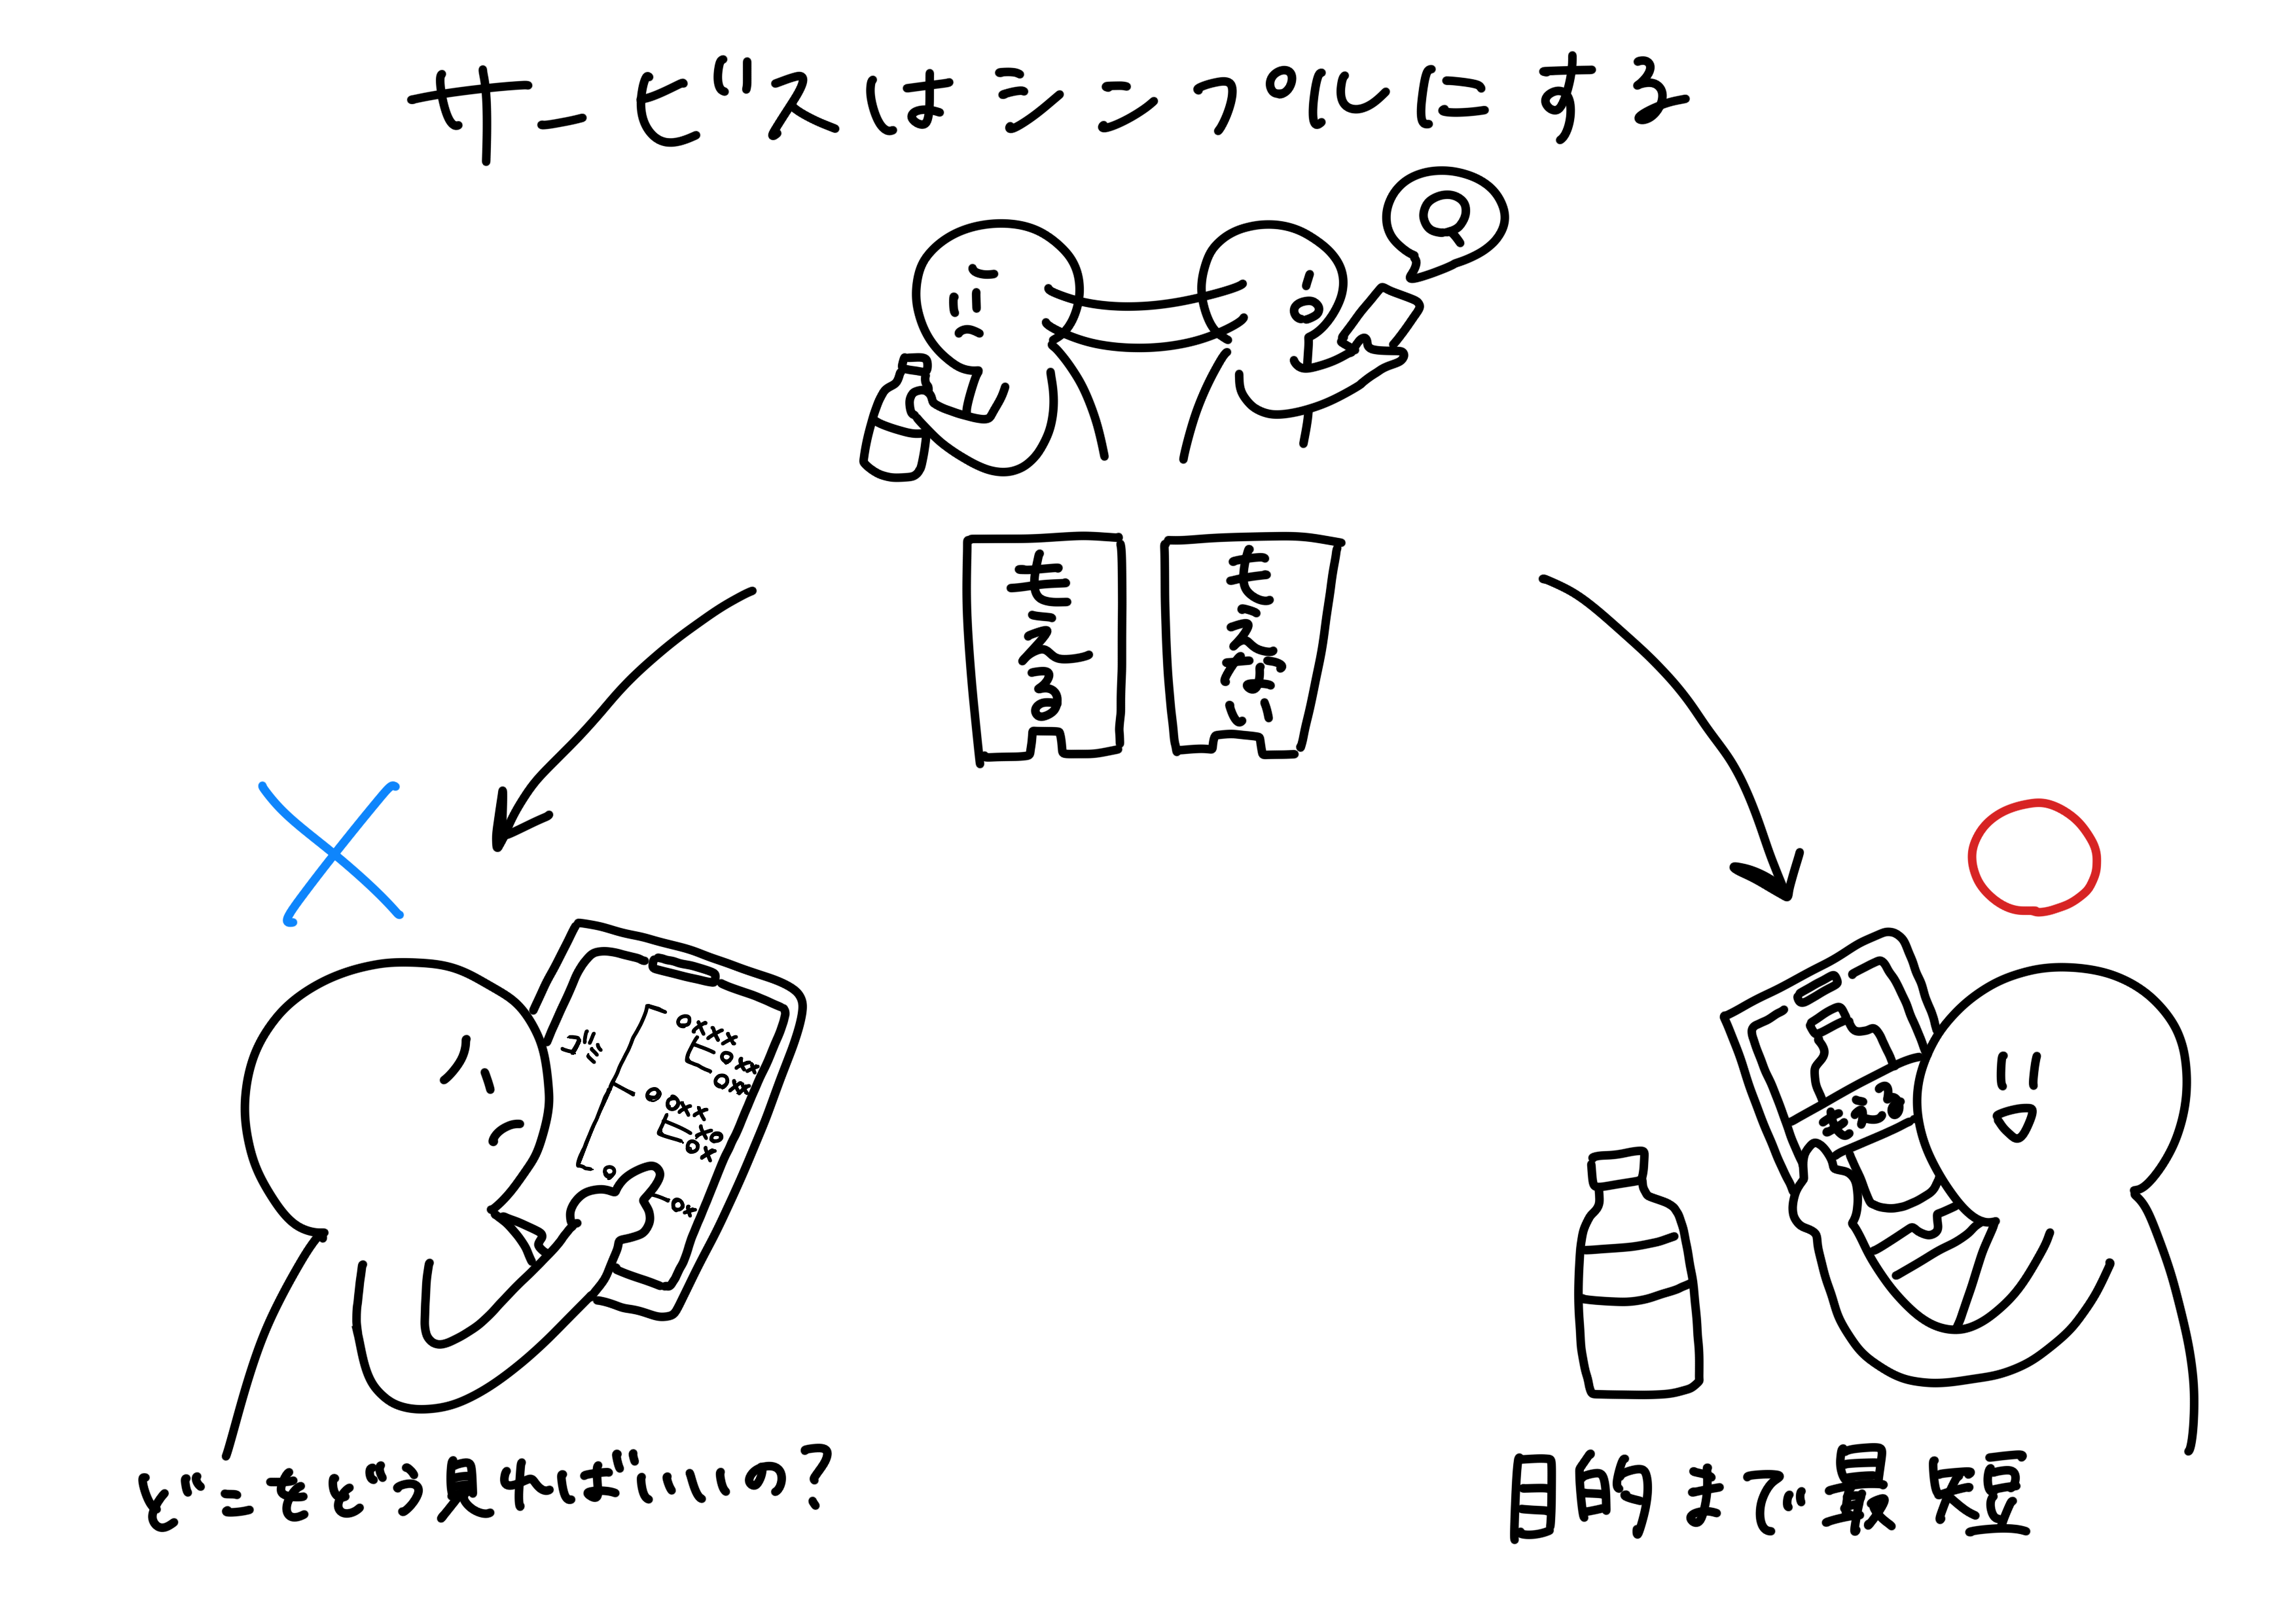 サービスはシンプルにする
Q
もえる
もえない
ゴミ
どこをどう見ればいいの?
もえる
目的まで最短